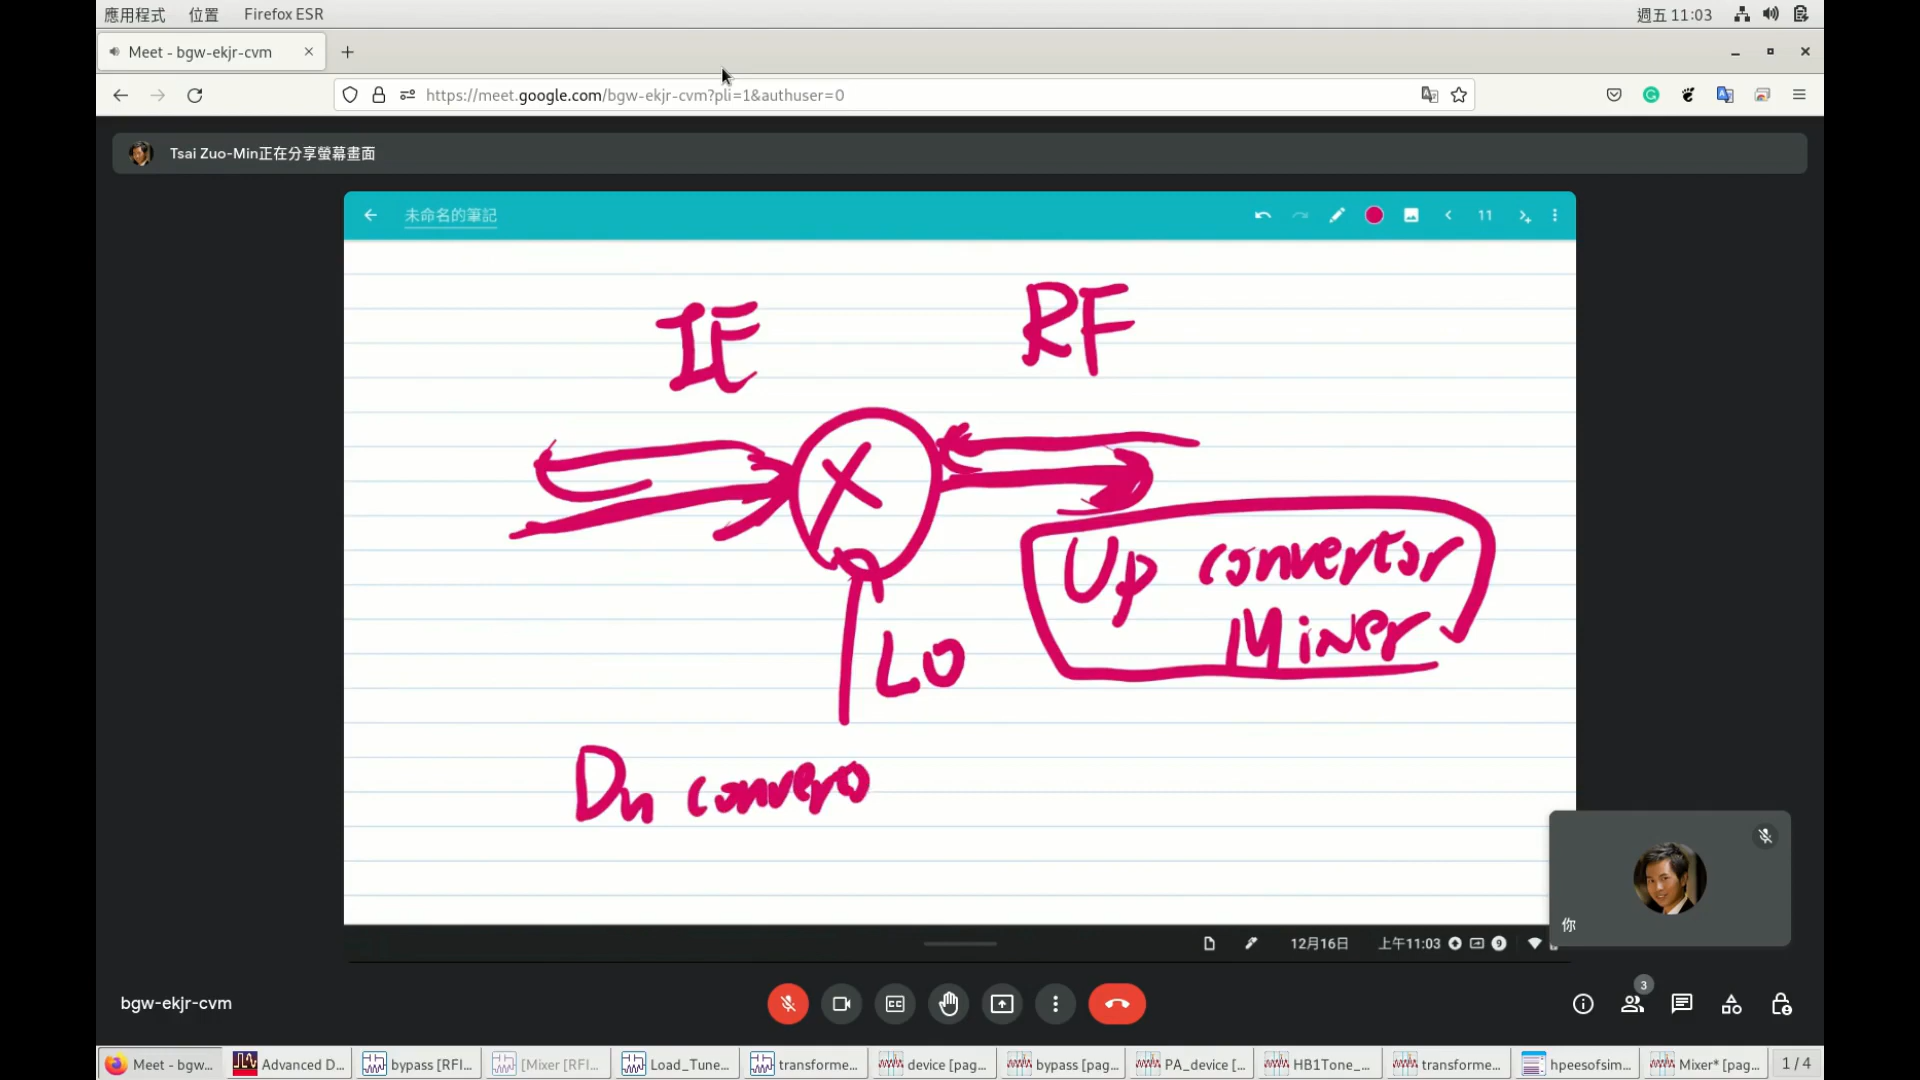 應用程式 位置 Firefox ESR 週五 11:03
Meet - bgw-ekjr-cvm
https://meet.google.com/bgw-ekjr-cvm?pli=1&authuser=0
Tsai Zuo-Min正在分享螢幕畫面
未命名的筆記 11
IF RF
X
Up convertor
Mixer
LO
Dn converto
你
12月16日 上午11:03 9
bgw-ekjr-cvm 3
Meet - bgw... Advanced D... bypass [RFI... [Mixer [RFI... Load_Tune... transforme... device [pag... bypass [pag... PA_device [... HB1Tone_... transforme... hpeesofsim... Mixer* [pag... 1 / 4